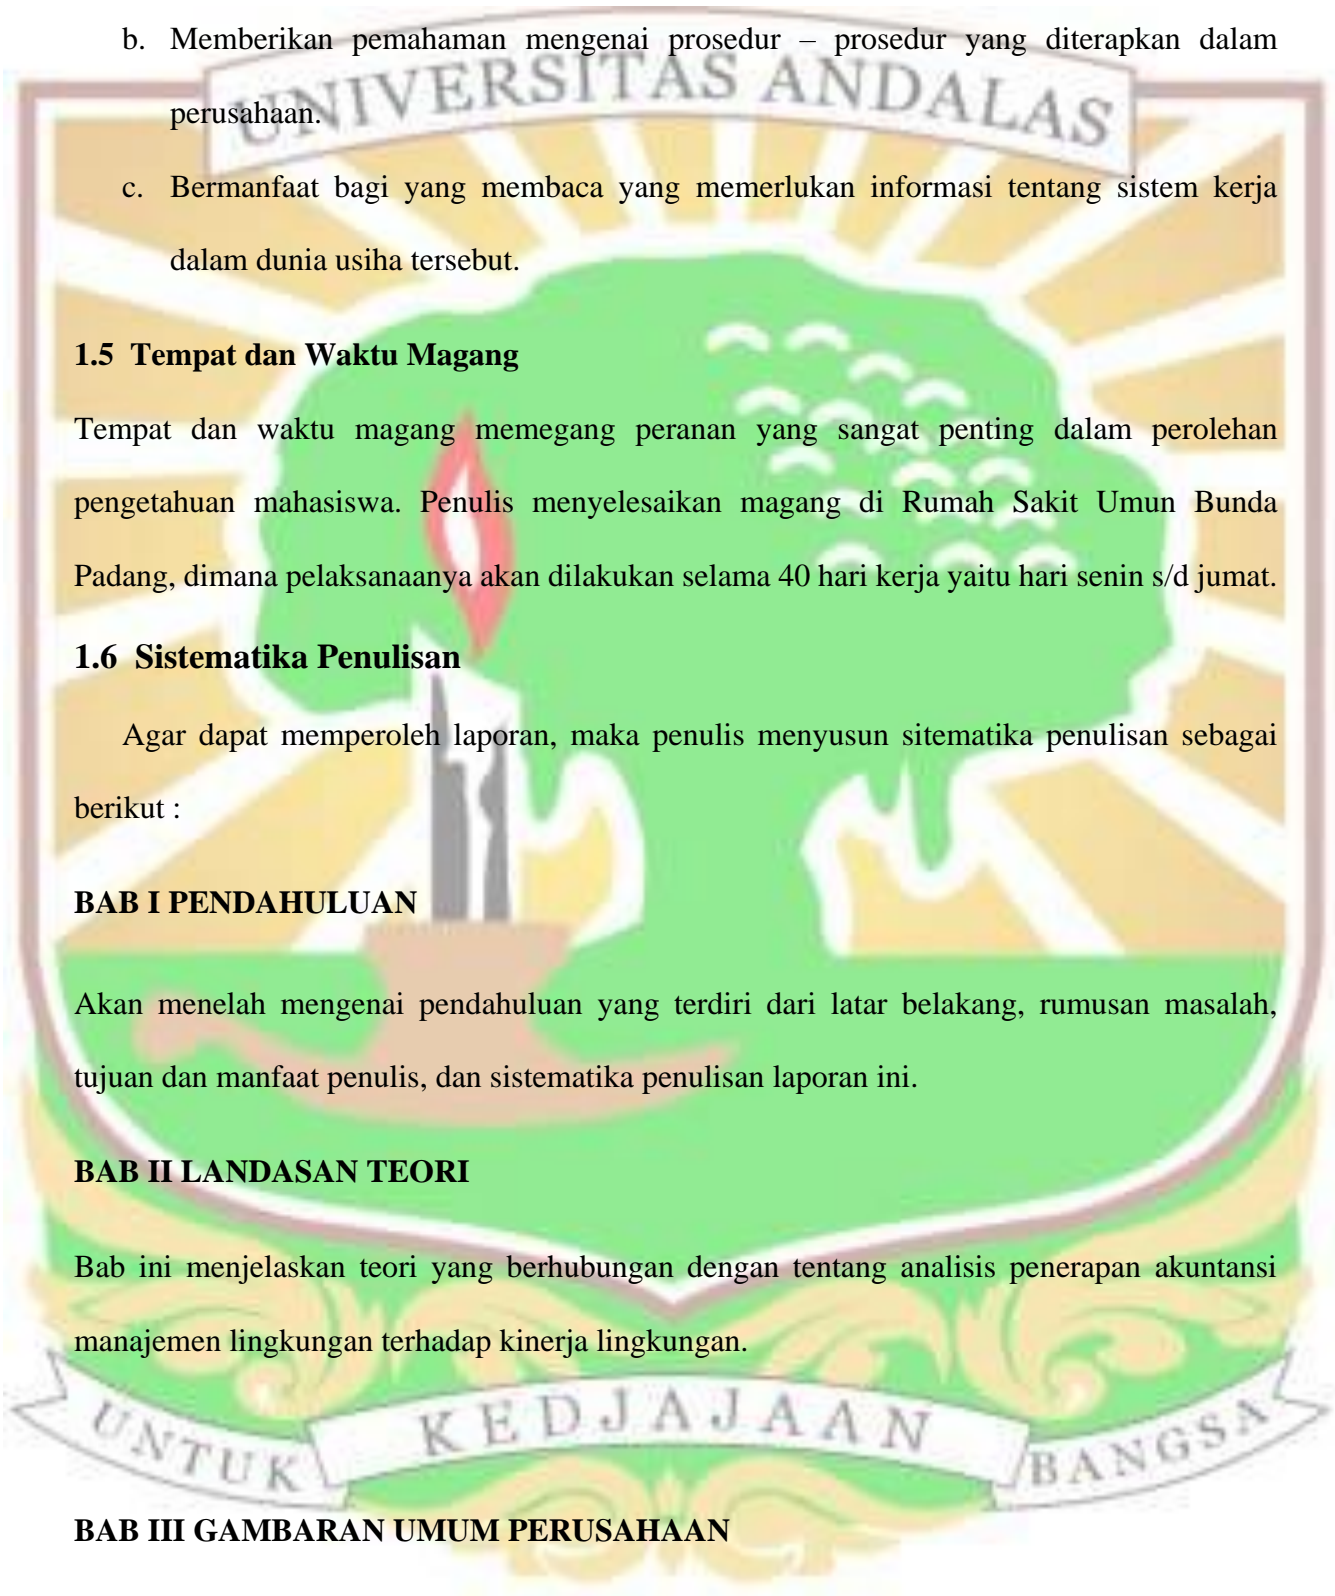 b. Memberikan pemahaman mengenai prosedur – prosedur yang diterapkan dalam
UNIVERSITAS ANDALAS
perusahaan.
c. Bermanfaat bagi yang membaca yang memerlukan informasi tentang sistem kerja
dalam dunia usiha tersebut.
1.5 Tempat dan Waktu Magang
Tempat dan waktu magang memegang peranan yang sangat penting dalam perolehan
pengetahuan mahasiswa. Penulis menyelesaikan magang di Rumah Sakit Umun Bunda
Padang, dimana pelaksanaanya akan dilakukan selama 40 hari kerja yaitu hari senin s/d jumat.
1.6 Sistematika Penulisan
Agar dapat memperoleh laporan, maka penulis menyusun sitematika penulisan sebagai
berikut :
BAB I PENDAHULUAN
Akan menelah mengenai pendahuluan yang terdiri dari latar belakang, rumusan masalah,
tujuan dan manfaat penulis, dan sistematika penulisan laporan ini.
BAB II LANDASAN TEORI
Bab ini menjelaskan teori yang berhubungan dengan tentang analisis penerapan akuntansi
manajemen lingkungan terhadap kinerja lingkungan.
UNTUK KEDJAJAAN BANGSA
BAB III GAMBARAN UMUM PERUSAHAAN